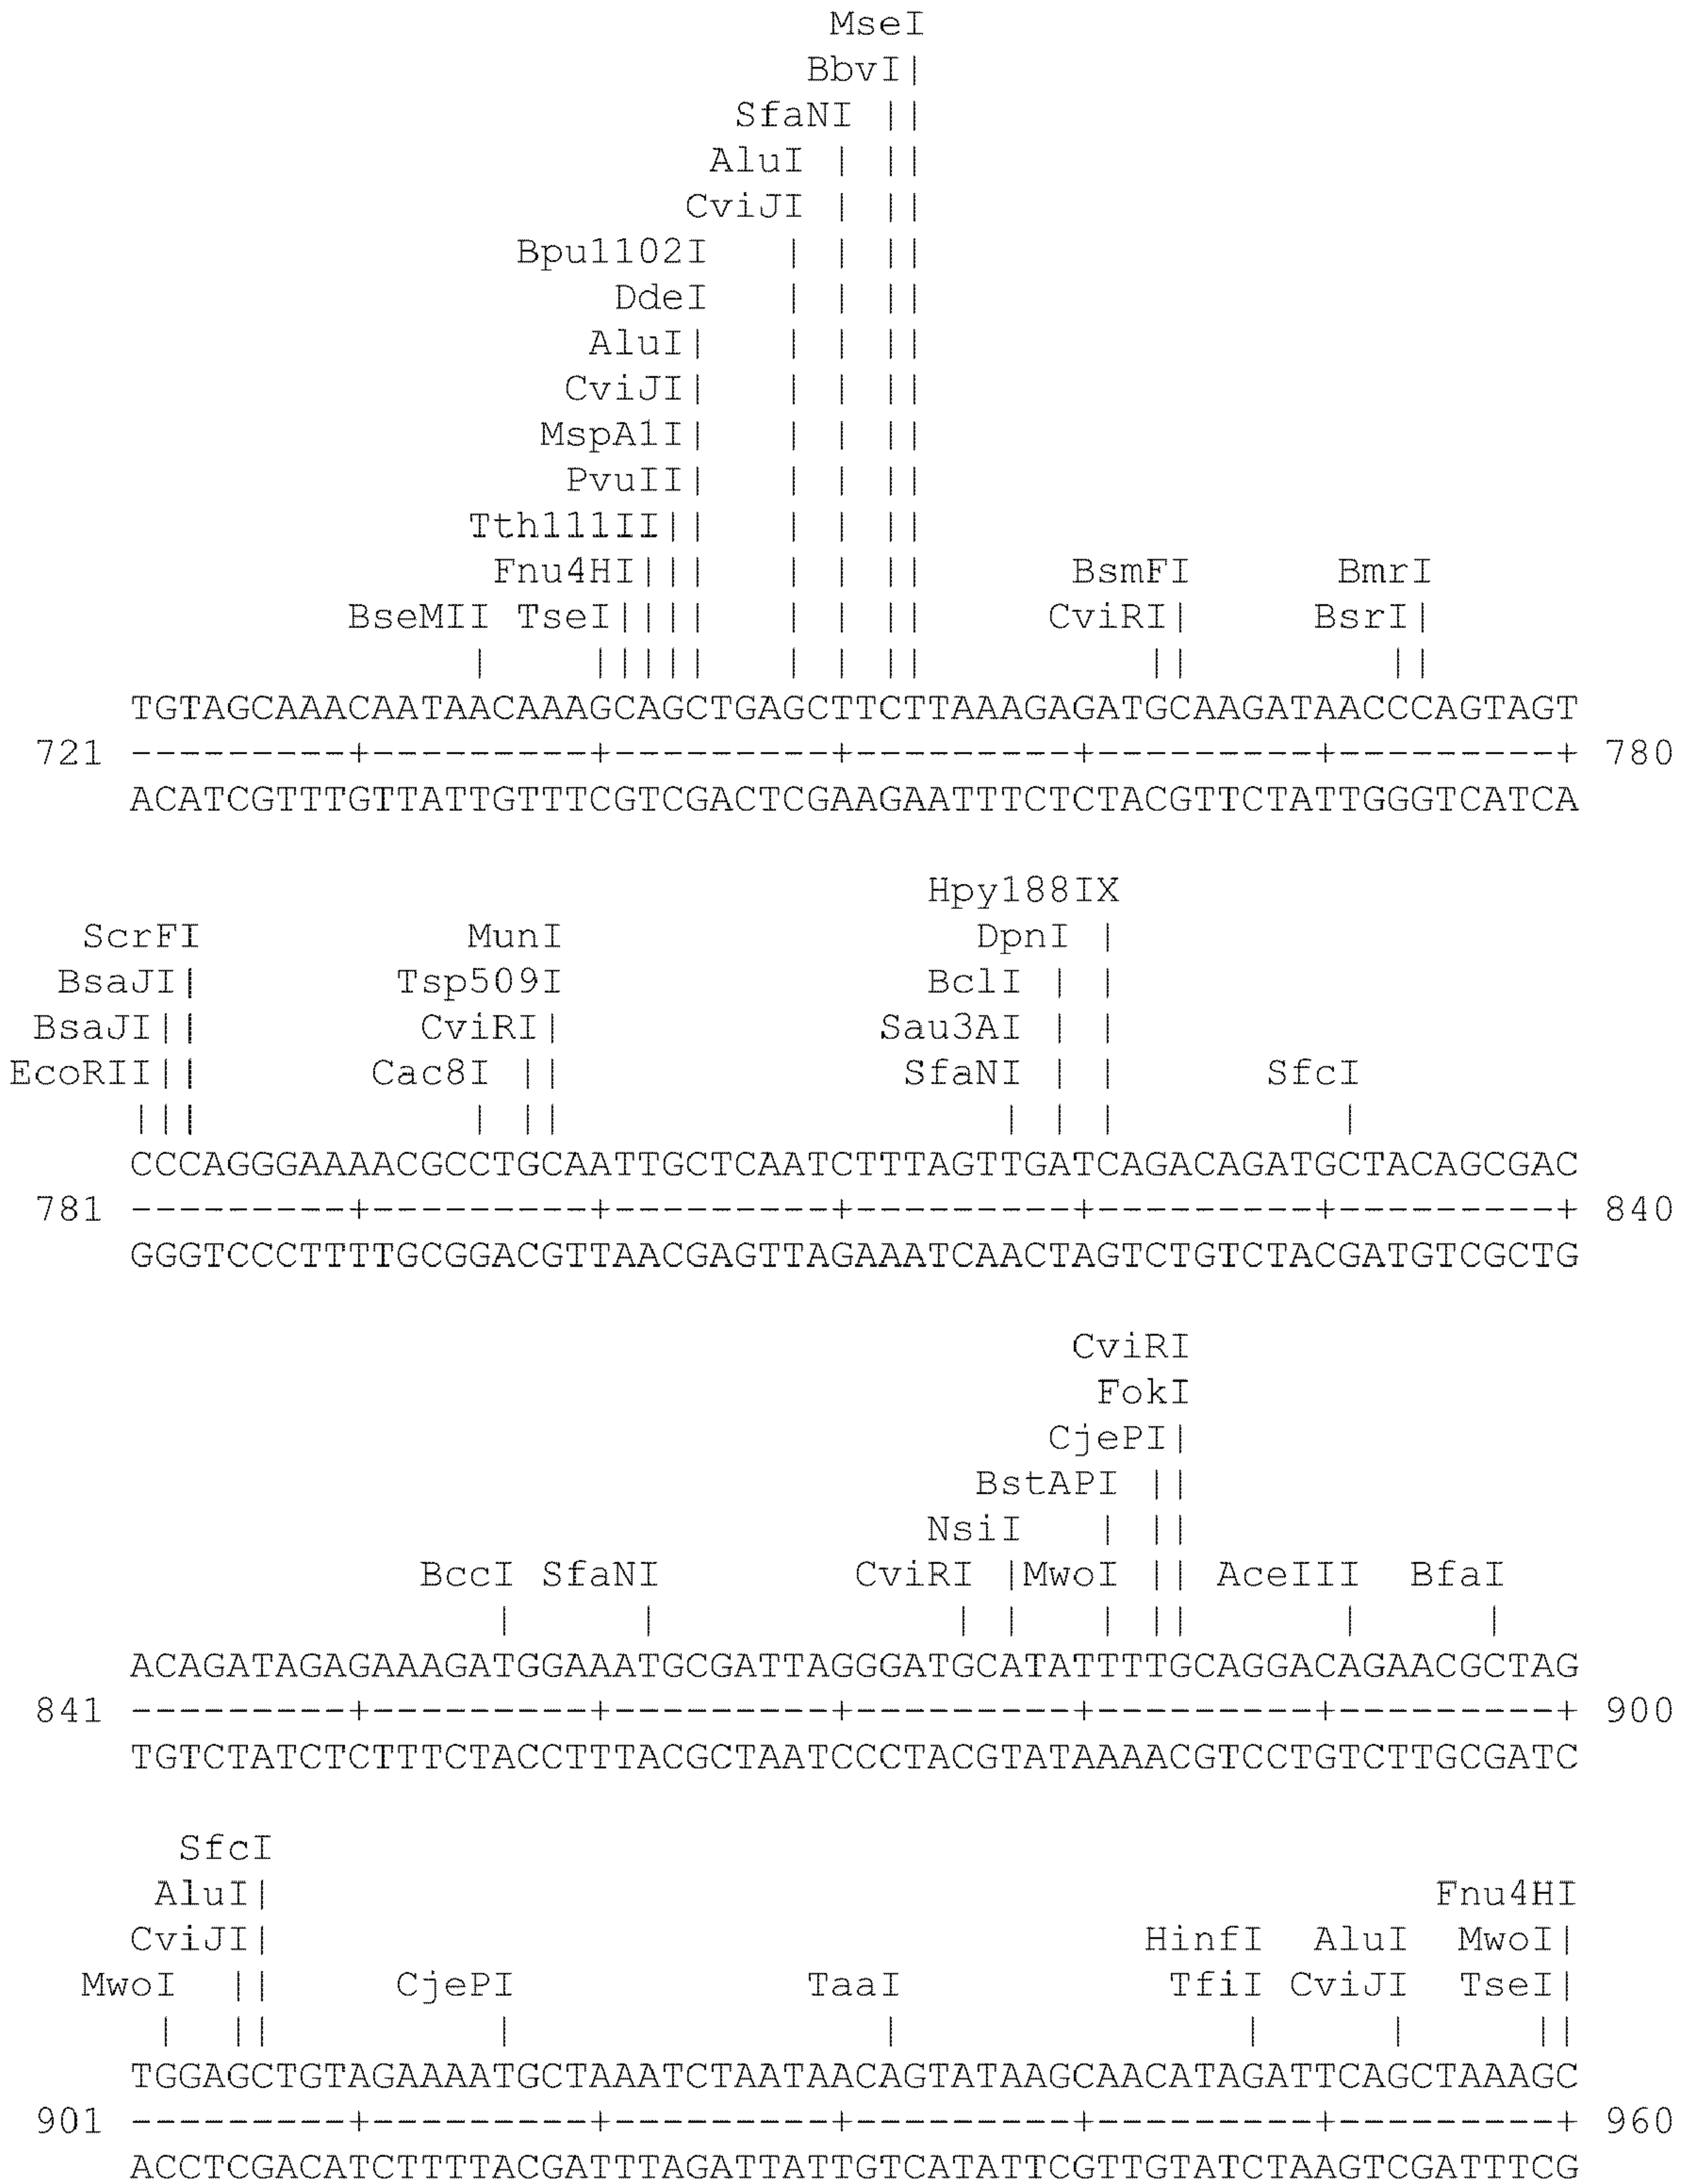 MseI
BbvI|
SfaNI ||
AluI | ||
CviJI | ||
Bpu1102I | | ||
DdeI | | ||
AluI| | | ||
CviJI| | | ||
MspA1I| | | ||
PvuII| | | ||
Tth111II|| | | ||
Fnu4HI||| | | || BsmFI BmrI
BseMII TseI|||| | | || CviRI| BsrI|
| ||||| | | || || ||
TGTAGCAAACAATAACAAAGCAGCTGAGCTTCTTAAAGAGATGCAAGATAACCCAGTAGT
721 ---------+---------+---------+---------+---------+---------+ 780
ACATCGTTTGTTATTGTTTCGTCGACTCGAAGAATTTCTCTACGTTCTATTGGGTCATCA
Hpy188IX
ScrFI MunI DpnI |
BsaJI| Tsp509I BclI | |
BsaJI|| CviRI| Sau3AI | |
EcoRII|| Cac8I || SfaNI | | SfcI
||| | || | | | |
CCCAGGGAAAACGCCTGCAATTGCTCAATCTTTAGTTGATCAGACAGATGCTACAGCGAC
781 ---------+---------+---------+---------+---------+---------+ 840
GGGTCCCTTTTGCGGACGTTAACGAGTTAGAAATCAACTAGTCTGTCTACGATGTCGCTG
CviRI
FokI
CjePI|
BstAPI ||
NsiI | ||
BccI SfaNI CviRI |MwoI || AceIII BfaI
| | | | | || | |
ACAGATAGAGAAAGATGGAAATGCGATTAGGGATGCATATTTTGCAGGACAGAACGCTAG
841 ---------+---------+---------+---------+---------+---------+ 900
TGTCTATCTCTTTCTACCTTTACGCTAATCCCTACGTATAAAACGTCCTGTCTTGCGATC
SfcI
AluI| Fnu4HI
CviJI| HinfI AluI MwoI|
MwoI || CjePI TaaI TfiI CviJI TseI|
| || | | | | ||
TGGAGCTGTAGAAAATGCTAAATCTAATAACAGTATAAGCAACATAGATTCAGCTAAAGC
901 ---------+---------+---------+---------+---------+---------+ 960
ACCTCGACATCTTTTACGATTTAGATTATTGTCATATTCGTTGTATCTAAGTCGATTTCG